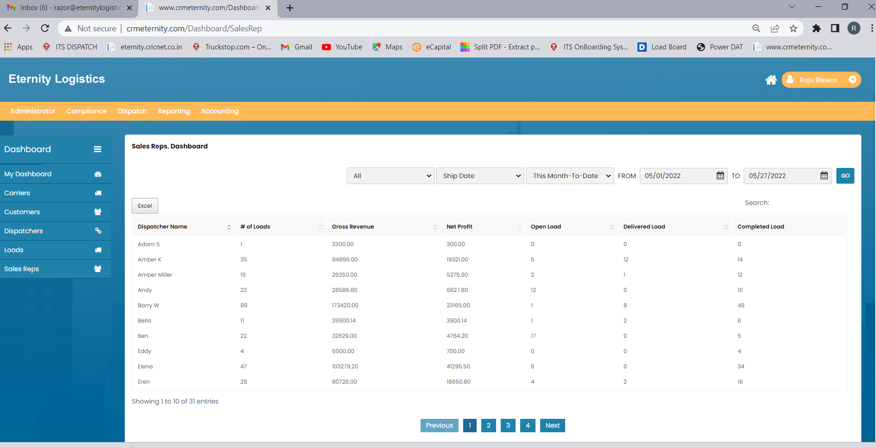 Inbox (6) - razor@eternitylogistic
www.crmeternity.com/Dashboard
Not secure | crmeternity.com/Dashboard/SalesRep
R
Apps ITS DISPATCH eternity.cricnet.co.in Truckstop.com – On... Gmail YouTube Maps eCapital Split PDF - Extract p... ITS OnBoarding Sys... Load Board Power DAT www.crmeternity.co...
Eternity Logistics
Raju Biswas
Administrator Compliance Dispatch Reporting Accounting
Dashboard
My Dashboard
Carriers
Customers
Dispatchers
Loads
Sales Reps
Sales Reps. Dashboard
All Ship Date This Month-To-Date FROM 05/01/2022 TO 05/27/2022 GO
Excel Search:
Dispatcher Name # of Loads Gross Revenue Net Profit Open Load Delivered Load Completed Load
Adam S 1 3300.00 300.00 0 0 0
Amber K 35 84896.00 19321.00 5 12 14
Amber Miller 15 26350.00 5275.00 2 1 12
Andy 22 28586.80 6627.80 12 0 10
Barry W 89 173420.00 23165.00 1 8 48
Bella 11 39900.14 3900.14 1 2 6
Ben 22 32629.00 4764.20 17 0 5
Eddy 4 6000.00 700.00 0 0 4
Elena 47 103279.20 41295.50 8 0 34
Eren 28 80728.00 18650.80 4 2 16
Showing 1 to 10 of 31 entries
Previous 1 2 3 4 Next